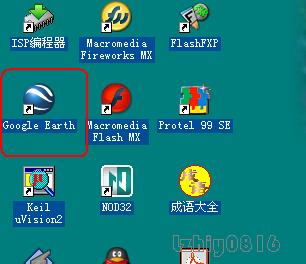 ISP编程器
Macromedia
Fireworks MX
FlashFXP
Google Earth
Macromedia
Flash MX
Protel 99 SE
Keil
uVision2
NOD32
成语大全
lzhiy0816